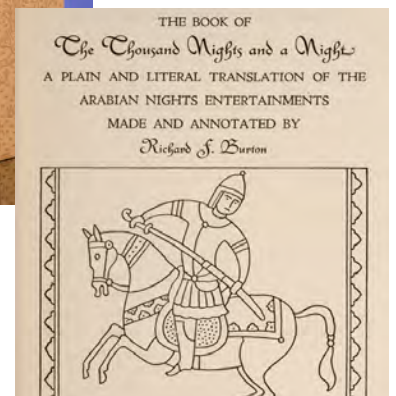 THE BOOK OF
The Thousand Nights and a Night
A PLAIN AND LITERAL TRANSLATION OF THE
ARABIAN NIGHTS ENTERTAINMENTS
MADE AND ANNOTATED BY
Richard F. Burton